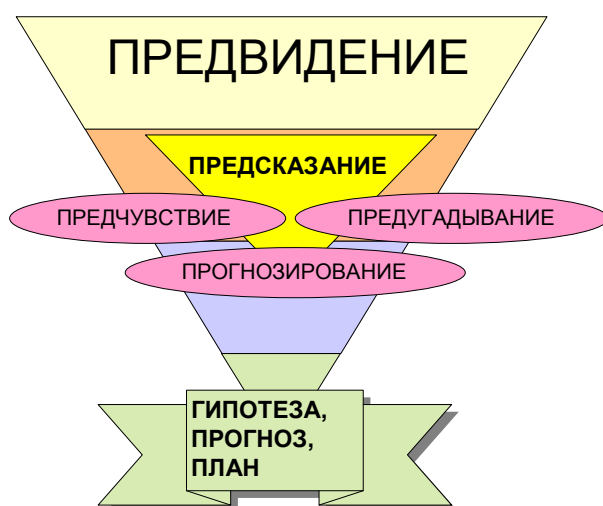 ПРЕДВИДЕНИЕ
ПРЕДСКАЗАНИЕ
ПРЕДЧУВСТВИЕ
ПРЕДУГАДЫВАНИЕ
ПРОГНОЗИРОВАНИЕ
ГИПОТЕЗА,
ПРОГНОЗ,
ПЛАН